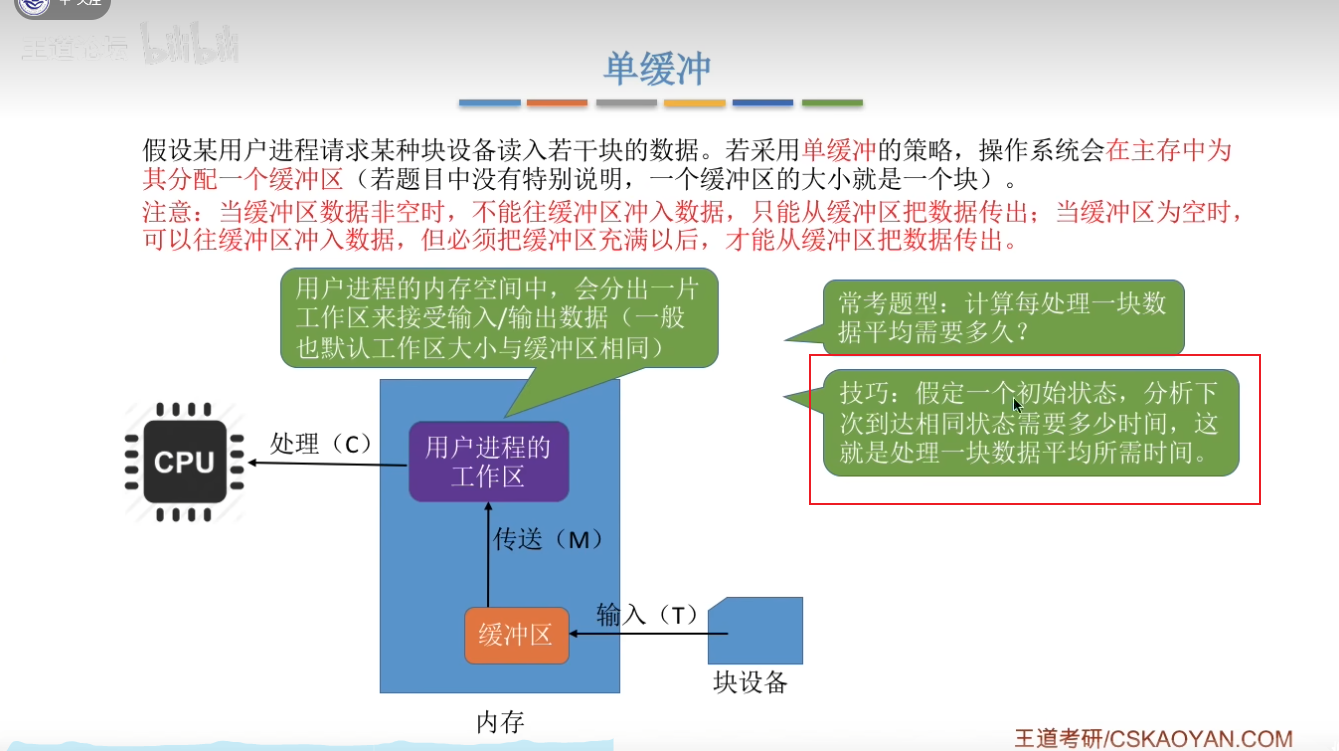 王道论坛 bilibili
单缓冲
假设某用户进程请求某种块设备读入若干块的数据。若采用单缓冲的策略，操作系统会在主存中为
其分配一个缓冲区（若题目中没有特别说明，一个缓冲区的大小就是一个块）。
注意：当缓冲区数据非空时，不能往缓冲区冲入数据，只能从缓冲区把数据传出；当缓冲区为空时，
可以往缓冲区冲入数据，但必须把缓冲区充满以后，才能从缓冲区把数据传出。
用户进程的内存空间中，会分出一片
工作区来接受输入/输出数据（一般
也默认工作区大小与缓冲区相同）
常考题型：计算每处理一块数
据平均需要多久？
技巧：假定一个初始状态，分析下
次到达相同状态需要多少时间，这
就是处理一块数据平均所需时间。
CPU
处理（C）
用户进程的
工作区
传送（M）
缓冲区
输入（T）
块设备
内存
王道考研/CSKAOYAN.COM